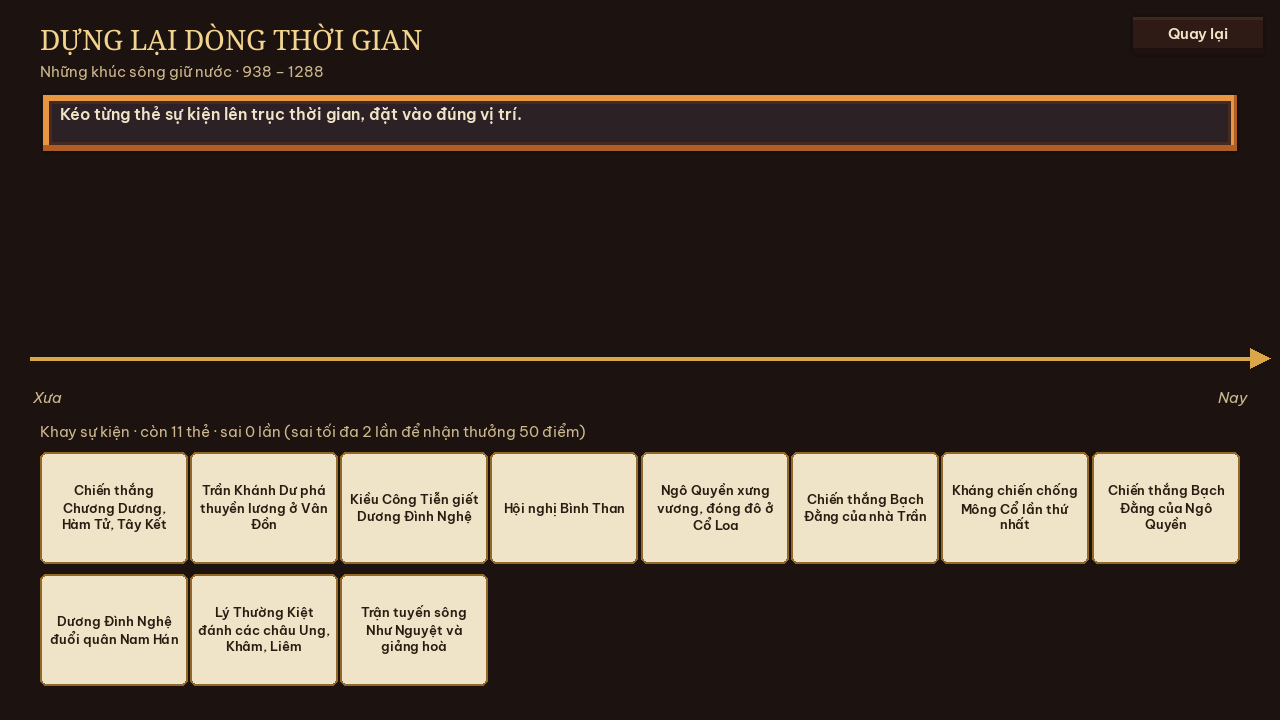 DỰNG LẠI DÒNG THỜI GIAN
Quay lại
Những khúc sông giữ nước · 938 – 1288
Kéo từng thẻ sự kiện lên trục thời gian, đặt vào đúng vị trí.
Xưa
Nay
Khay sự kiện · còn 11 thẻ · sai 0 lần (sai tối đa 2 lần để nhận thưởng 50 điểm)
Chiến thắng
Chương Dương,
Hàm Tử, Tây Kết
Trần Khánh Dư phá
thuyền lương ở Vân
Đồn
Kiều Công Tiễn giết
Dương Đình Nghệ
Hội nghị Bình Than
Ngô Quyền xưng
vương, đóng đô ở
Cổ Loa
Chiến thắng Bạch
Đằng của nhà Trần
Kháng chiến chống
Mông Cổ lần thứ
nhất
Chiến thắng Bạch
Đằng của Ngô
Quyền
Dương Đình Nghệ
đuổi quân Nam Hán
Lý Thường Kiệt
đánh các châu Ung,
Khâm, Liêm
Trận tuyến sông
Như Nguyệt và
giảng hoà